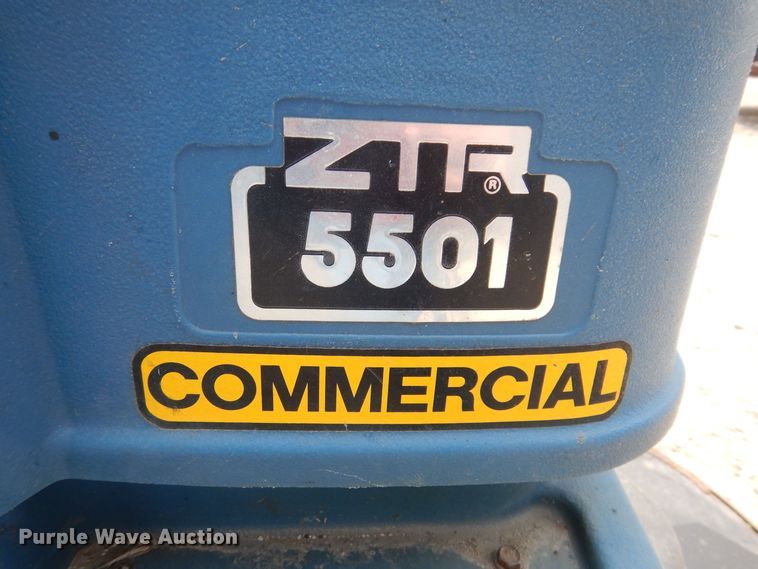 ZTR®
5501
COMMERCIAL
Purple Wave Auction